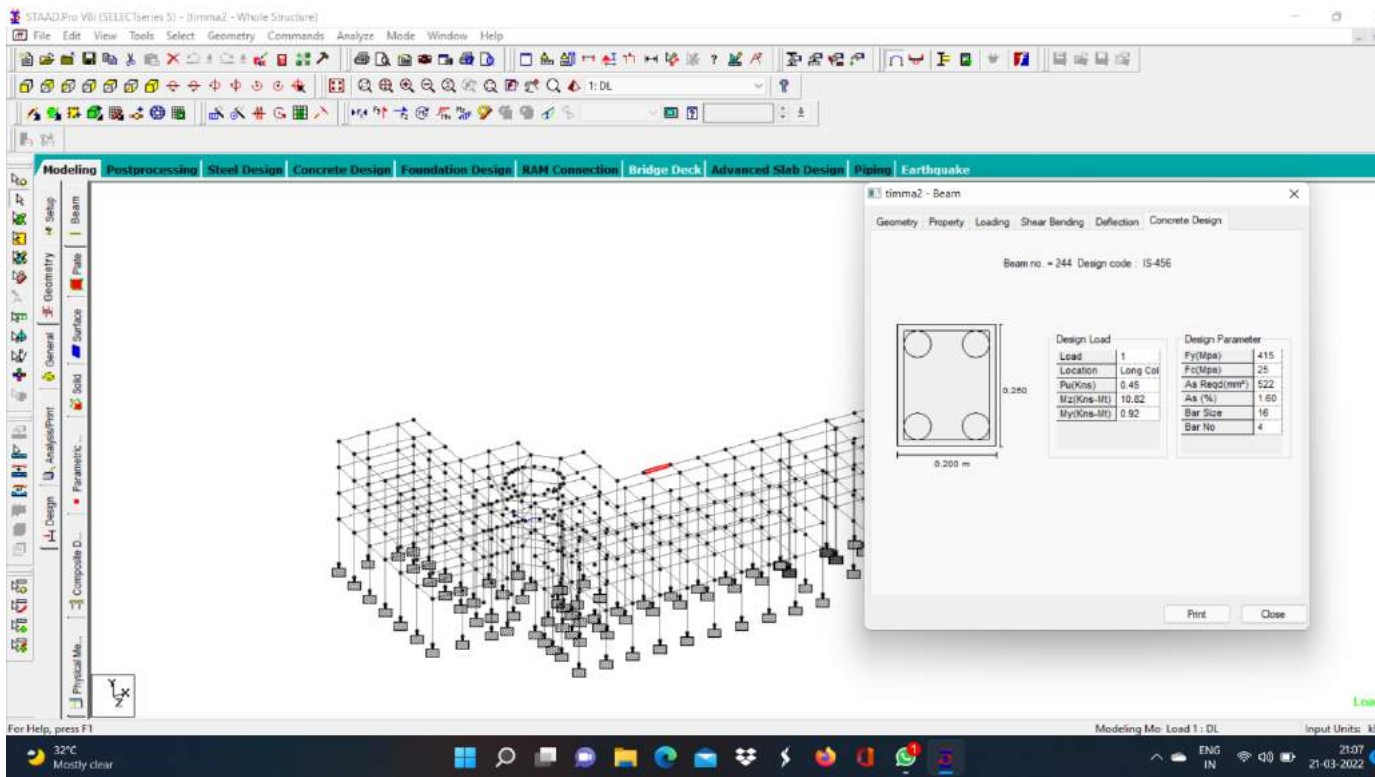 STAAD.Pro V8i (SELECTseries 5) - [timma2 - Whole Structure]
File Edit View Tools Select Geometry Commands Analyze Mode Window Help
1: DL
Modeling Postprocessing Steel Design Concrete Design Foundation Design RAM Connection Bridge Deck Advanced Slab Design Piping Earthquake
Setup
Geometry
General
Analysis/Print
Design
Beam
Plate
Surface
Solid
Parametric ...
Composite D...
Physical Me...
timma2 - Beam
Geometry Property Loading Shear Bending Deflection Concrete Design
Beam no. = 244 Design code : IS-456
0.250
0.200 m
Design Load
Load 1
Location Long Col
Pu(Kns) 0.45
Mz(Kns-Mt) 10.82
My(Kns-Mt) 0.92
Design Parameter
Fy(Mpa) 415
Fc(Mpa) 25
As Reqd(mm²) 522
As (%) 1.60
Bar Size 16
Bar No 4
Print Close
Y
X
Z
For Help, press F1
Modeling Mo Load 1 : DL Input Units:
32°C
Mostly clear
ENG
IN
21:07
21-03-2022